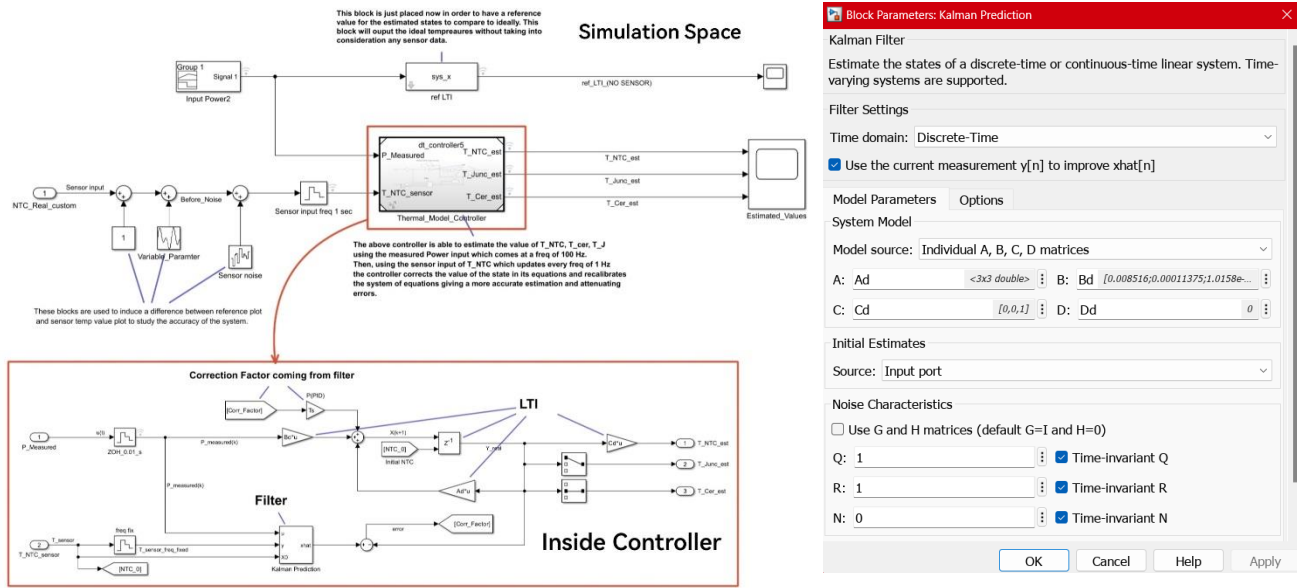 This block is just placed now in order to have a reference
value for the estimated states to compare to ideally. This
block will ouput the ideal tempreaures without taking into
consideration any sensor data.
Simulation Space
Group 1
Signal 1
Input Power2
sys_x
ref LTI
ref_LTI_(NO SENSOR)
dt_controller5
P_Measured
T_NTC_sensor
T_NTC_est
T_Junc_est
T_Cer_est
Thermal_Model_Controller
T_NTC_est
T_Junc_est
T_Cer_est
Estimated_Values
1
NTC_Real_custom
Sensor input
Before_Noise
Sensor input freq 1 sec
1
Variable_Paramter
Sensor noise
The above controller is able to estimate the value of T_NTC, T_cer, T_J
using the measured Power input which comes at a freq of 100 Hz.
Then, using the sensor input of T_NTC which updates every freq of 1 Hz
the controller corrects the value of the state in its equations and recalibrates
the system of equations giving a more accurate estimation and attenuating
errors.
These blocks are used to induce a difference between reference plot
and sensor temp value plot to study the accuracy of the system.
Correction Factor coming from filter
[Corr_Factor]
P(PID)
Ts
LTI
1
P_Measured
u(t)
ZOH_0.01_s
P_measured(k)
X(k+1)
[NTC_0]
Initial NTC
Z-1
Cd*u
1 T_NTC_est
2 T_Junc_est
3 T_Cer_est
Ad*u
P_measured(k)
Filter
error
[Corr_Factor]
2
T_NTC_sensor
T_sensor
freq fix
T_sensor_freq_fixed
[NTC_0]
u
y
X0
xhat
Kalman Prediction
Inside Controller
Block Parameters: Kalman Prediction
Kalman Filter
Estimate the states of a discrete-time or continuous-time linear system. Time-
varying systems are supported.
Filter Settings
Time domain: Discrete-Time
Use the current measurement y[n] to improve xhat[n]
Model Parameters Options
System Model
Model source: Individual A, B, C, D matrices
A: Ad <3x3 double> B: Bd [0.008516;0.00011375;1.0158e-...
C: Cd [0,0,1] D: Dd 0
Initial Estimates
Source: Input port
Noise Characteristics
Use G and H matrices (default G=I and H=0)
Q: 1 Time-invariant Q
R: 1 Time-invariant R
N: 0 Time-invariant N
OK Cancel Help Apply